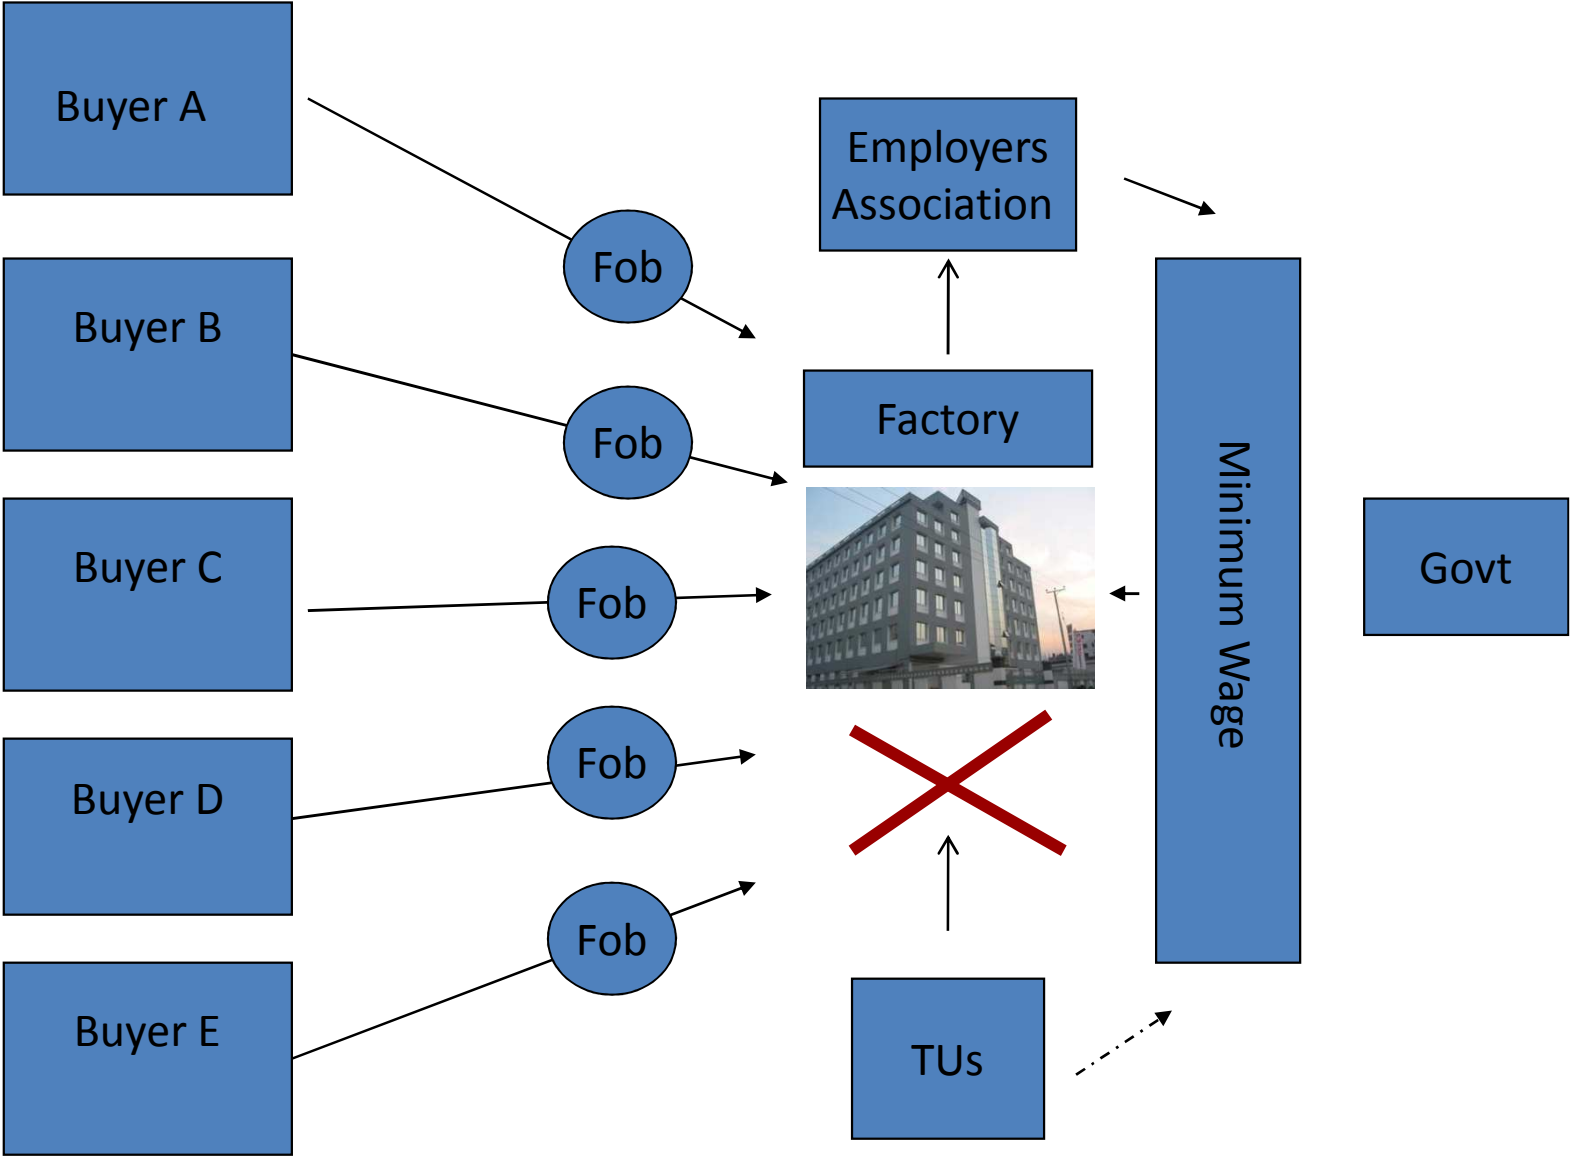 Buyer A
Buyer B
Buyer C
Buyer D
Buyer E
Fob
Fob
Fob
Fob
Fob
Employers
Association
Factory
TUs
Minimum Wage
Govt